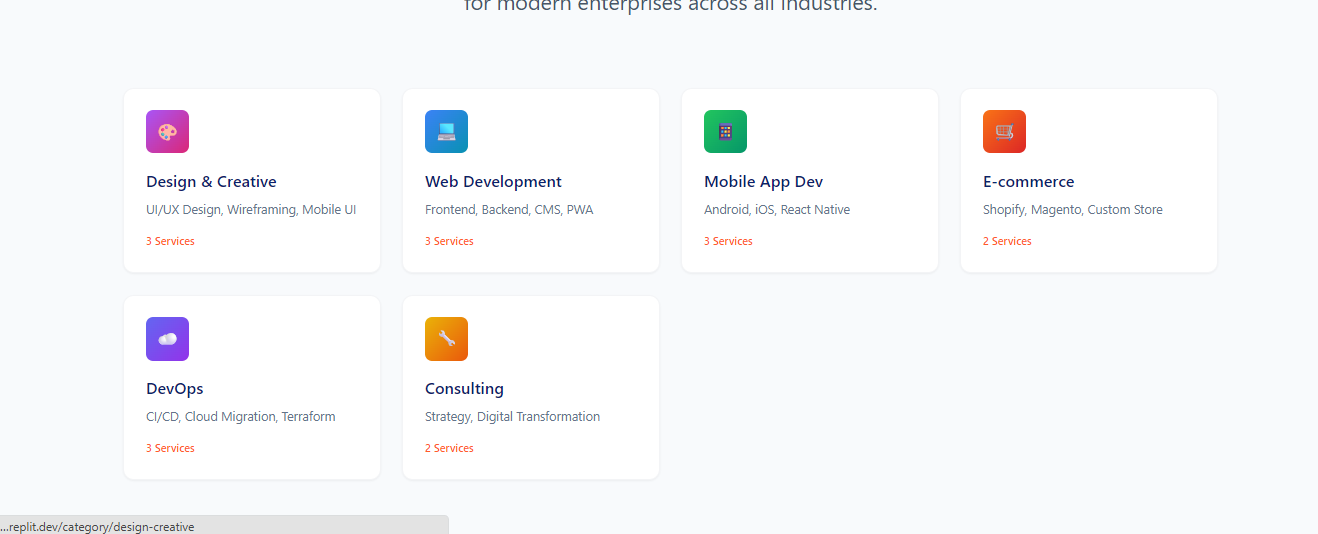 for modern enterprises across all industries.
Design & Creative
UI/UX Design, Wireframing, Mobile UI
3 Services
Web Development
Frontend, Backend, CMS, PWA
3 Services
Mobile App Dev
Android, iOS, React Native
3 Services
E-commerce
Shopify, Magento, Custom Store
2 Services
DevOps
CI/CD, Cloud Migration, Terraform
3 Services
Consulting
Strategy, Digital Transformation
2 Services
...replit.dev/category/design-creative